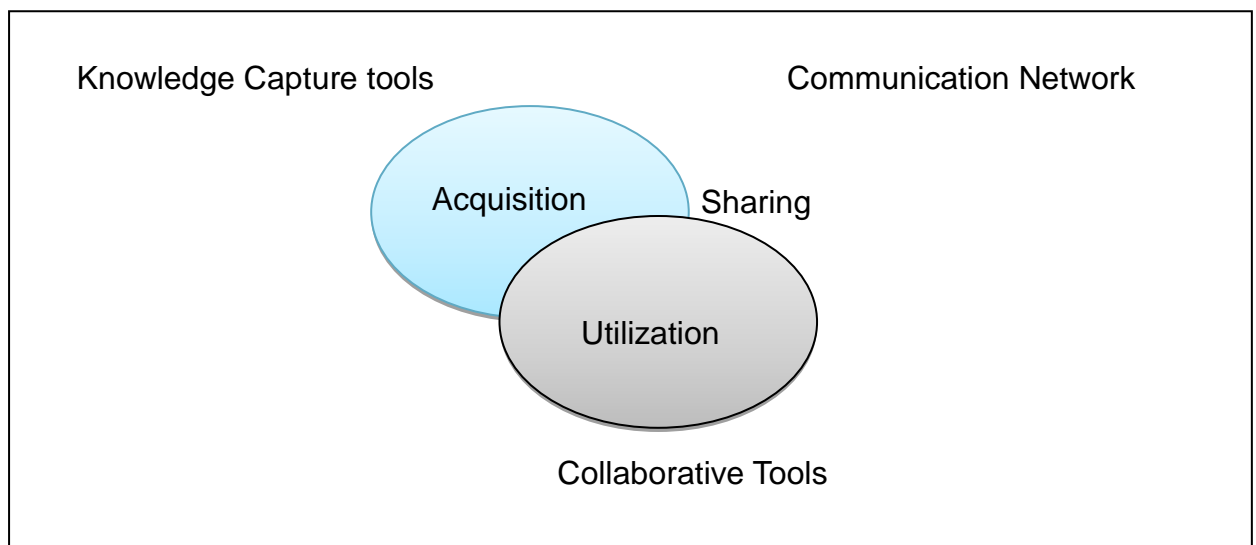 Knowledge Capture tools
Communication Network
Acquisition
Sharing
Utilization
Collaborative Tools